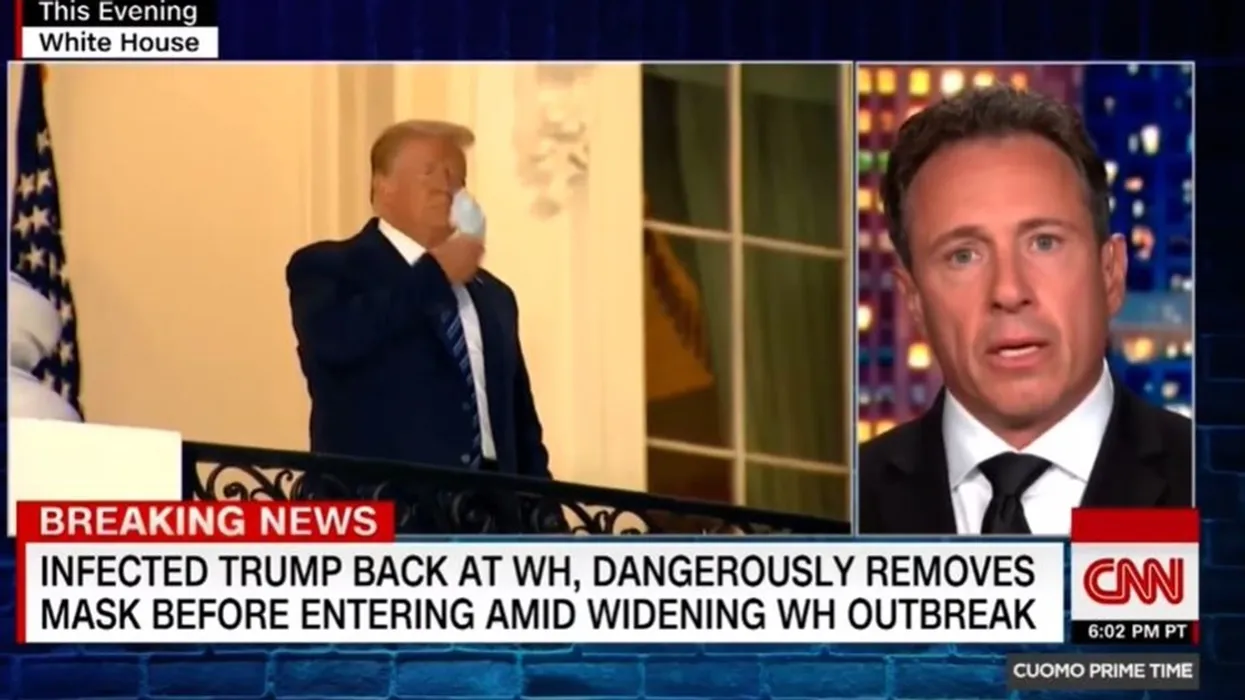 This Evening
White House
BREAKING NEWS
INFECTED TRUMP BACK AT WH, DANGEROUSLY REMOVES
MASK BEFORE ENTERING AMID WIDENING WH OUTBREAK
CNN
6:02 PM PT
CUOMO PRIME TIME